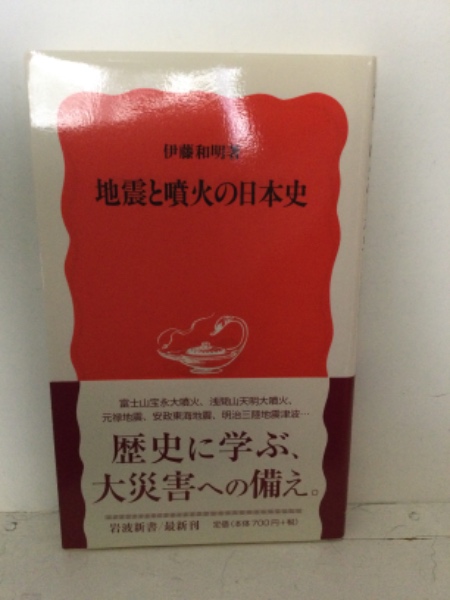 伊藤和明著
地震と噴火の日本史
富士山宝永大噴火、浅間山天明大噴火、
元禄地震、安政東海地震、明治三陸地震津波…
歴史に学ぶ、
大災害への備え。
岩波新書/最新刊 定価(本体700円+税)